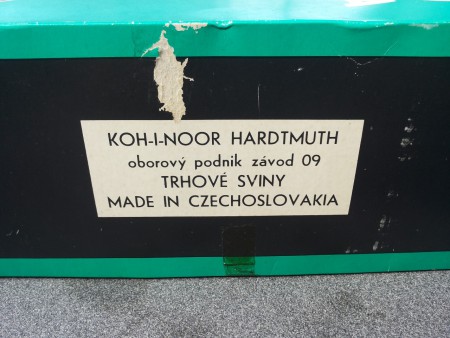 KOH-I-NOOR HARDTMUTH
oborový podnik závod 09
TRHOVÉ SVINY
MADE IN CZECHOSLOVAKIA